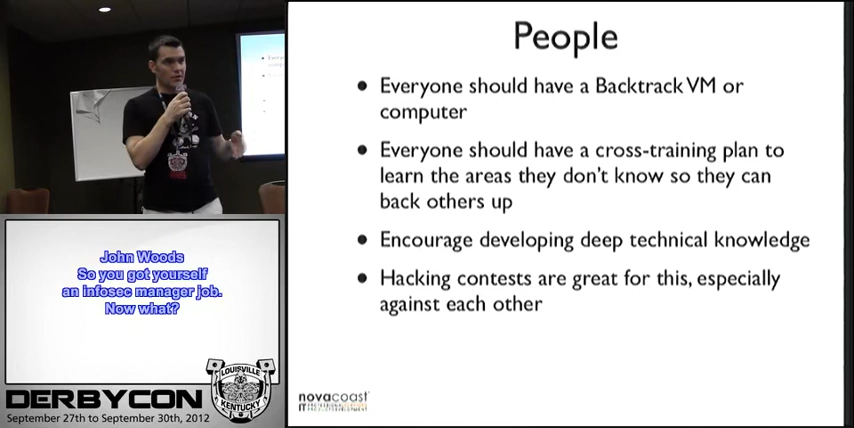 People
• Everyone should have a Backtrack VM or
computer
• Everyone should have a cross-training plan to
learn the areas they don't know so they can
back others up
• Encourage developing deep technical knowledge
• Hacking contests are great for this, especially
against each other
novacoast
John Woods
So you got yourself
an infosec manager job.
Now what?
LOUISVILLE
KENTUCKY
DERBYCON
September 27th to September 30th, 2012